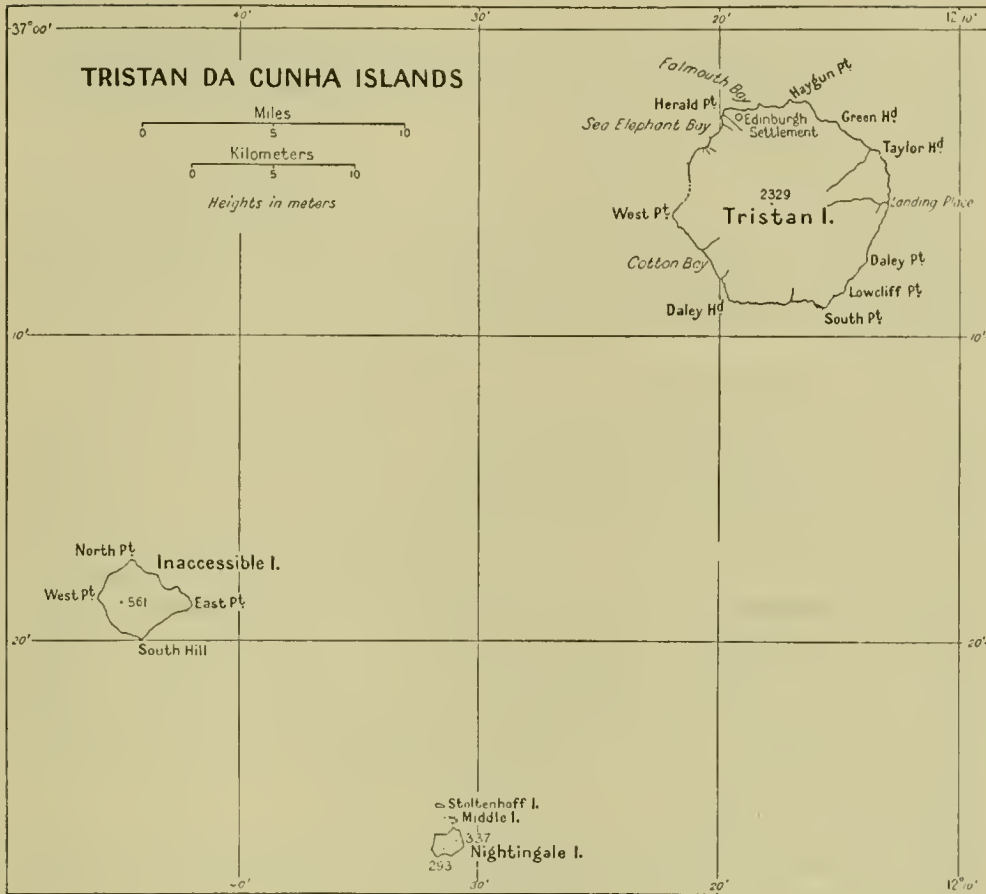 40'
30'
20'
12°10'
37°00'
TRISTAN DA CUNHA ISLANDS
Miles
0 5 10
Kilometers
0 5 10
Heights in meters
Falmouth Bay
Haygun Pt.
Herald Pt.
Edinburgh
Settlement
Green Hd.
Sea Elephant Bay
Taylor Hd.
2329
Tristan I.
Landing Place
West Pt.
Cotton Bay
Daley Pt.
Lowcliff Pt.
Daley Hd.
South Pt.
10'
10'
North Pt.
Inaccessible I.
West Pt.
561
East Pt.
20'
South Hill
20'
Stoltenhoff I.
Middle I.
337
Nightingale I.
293
40'
30'
20'
12°10'